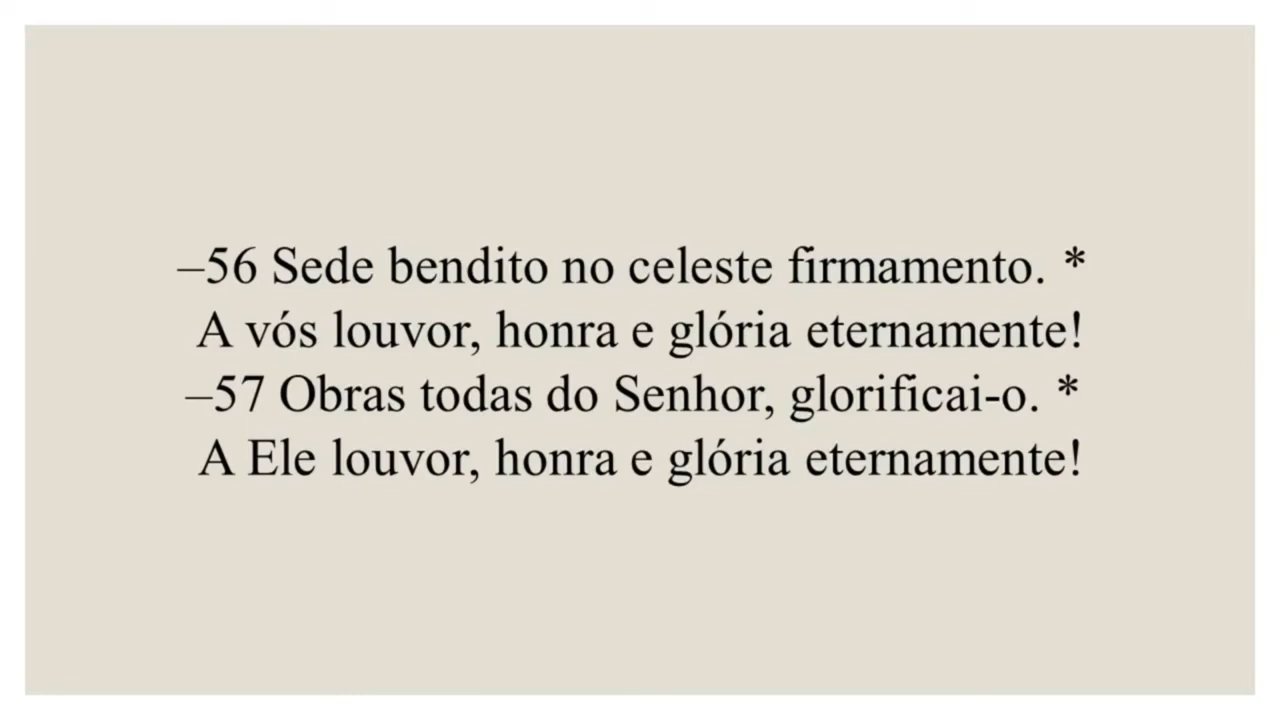 –56 Sede bendito no celeste firmamento. *
A vós louvor, honra e glória eternamente!
–57 Obras todas do Senhor, glorificai-o. *
A Ele louvor, honra e glória eternamente!